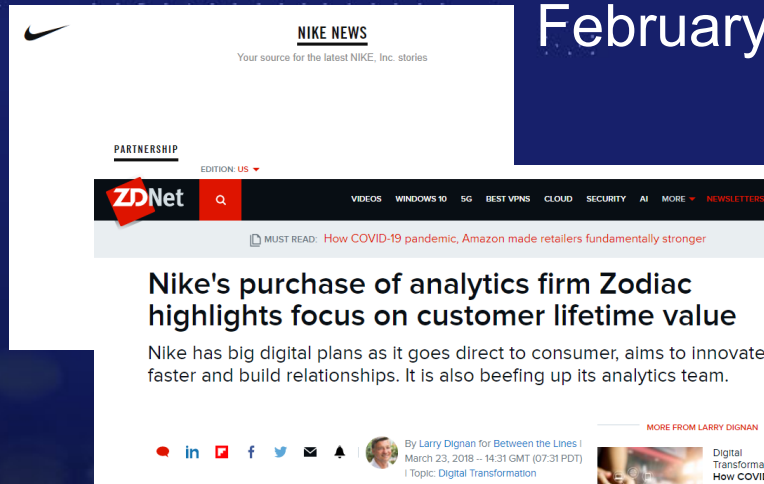 February
NIKE NEWS
Your source for the latest NIKE, Inc. stories
PARTNERSHIP
EDITION: US
ZDNet
VIDEOS WINDOWS 10 5G BEST VPNS CLOUD SECURITY AI MORE NEWSLETTERS
MUST READ: How COVID-19 pandemic, Amazon made retailers fundamentally stronger
Nike's purchase of analytics firm Zodiac
highlights focus on customer lifetime value
Nike has big digital plans as it goes direct to consumer, aims to innovate
faster and build relationships. It is also beefing up its analytics team.
By Larry Dignan for Between the Lines |
March 23, 2018 -- 14:31 GMT (07:31 PDT)
| Topic: Digital Transformation
MORE FROM LARRY DIGNAN
Digital
Transforma
How COVI